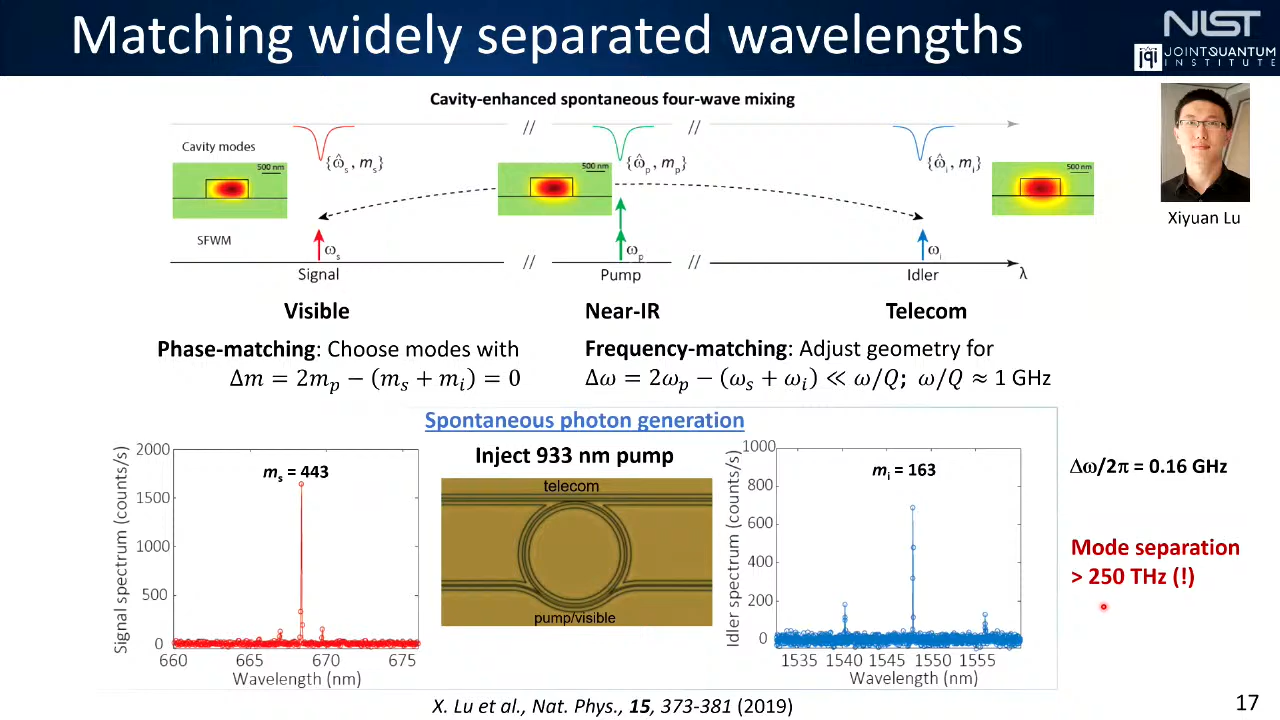 Matching widely separated wavelengths
NIST
jqi JOINT QUANTUM
INSTITUTE
Cavity-enhanced spontaneous four-wave mixing
//
//
Cavity modes
{ω̂s , ms}
{ω̂p , mp}
{ω̂i , mi}
500 nm
500 nm
500 nm
Xiyuan Lu
SFWM
ωs
ωp
ωi
//
//
Signal
Pump
Idler
λ
Visible
Near-IR
Telecom
Phase-matching: Choose modes with
Δm = 2mp − (ms + mi) = 0
Frequency-matching: Adjust geometry for
Δω = 2ωp − (ωs + ωi) ≪ ω/Q; ω/Q ≈ 1 GHz
Spontaneous photon generation
Signal spectrum (counts/s)
2000
1500
1000
500
0
ms = 443
660
665
670
675
Wavelength (nm)
Inject 933 nm pump
telecom
pump/visible
Idler spectrum (counts/s)
1000
800
600
400
200
0
mi = 163
1535
1540
1545
1550
1555
Wavelength (nm)
Δω/2π = 0.16 GHz
Mode separation
> 250 THz (!)
X. Lu et al., Nat. Phys., 15, 373-381 (2019)
17